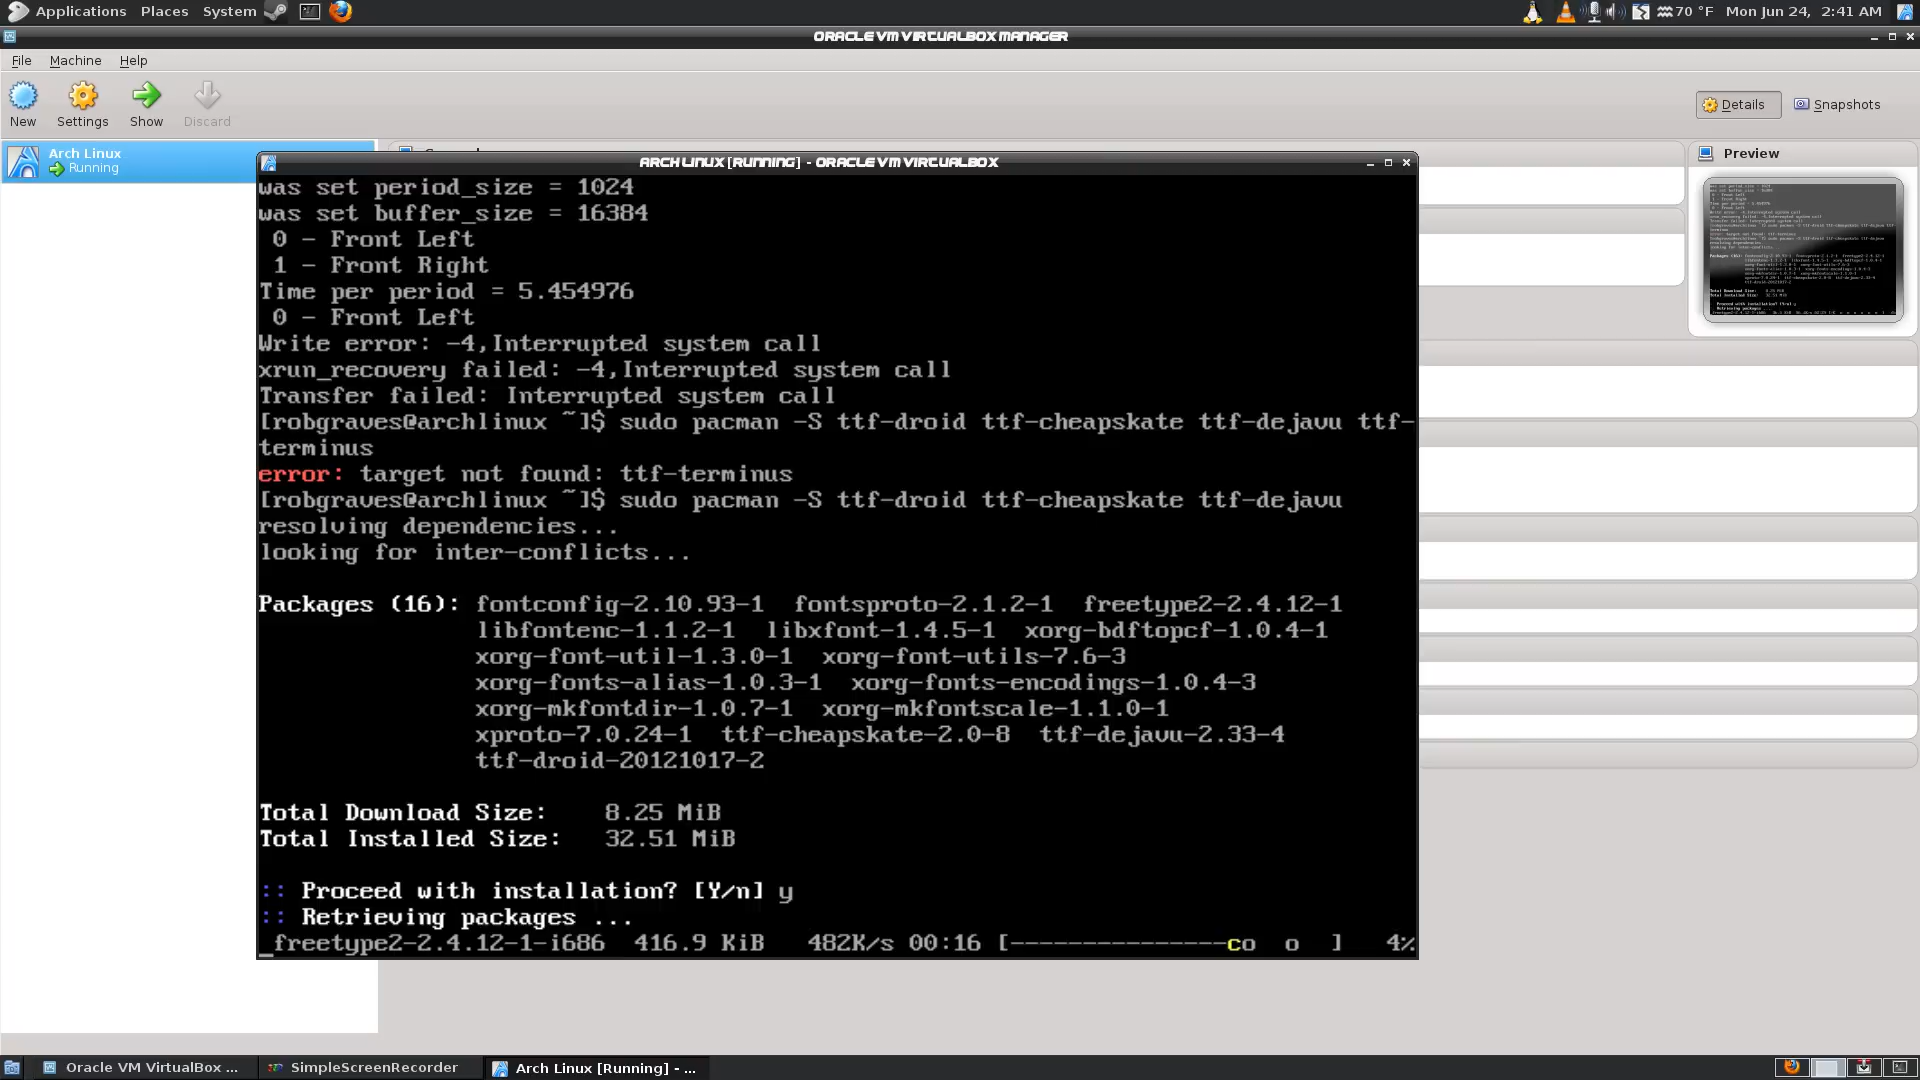 Applications Places System 70 °F Mon Jun 24, 2:41 AM
ORACLE VM VIRTUALBOX MANAGER
File Machine Help
New Settings Show Discard Details Snapshots
Arch Linux
Running
Preview
ARCH LINUX [RUNNING] - ORACLE VM VIRTUALBOX
was set period_size = 1024
was set buffer_size = 16384
0 - Front Left
1 - Front Right
Time per period = 5.454976
0 - Front Left
Write error: -4,Interrupted system call
xrun_recovery failed: -4,Interrupted system call
Transfer failed: Interrupted system call
[robgraves@archlinux ~]$ sudo pacman -S ttf-droid ttf-cheapskate ttf-dejavu ttf-
terminus
error: target not found: ttf-terminus
[robgraves@archlinux ~]$ sudo pacman -S ttf-droid ttf-cheapskate ttf-dejavu
resolving dependencies...
looking for inter-conflicts...
Packages (16): fontconfig-2.10.93-1 fontsproto-2.1.2-1 freetype2-2.4.12-1
libfontenc-1.1.2-1 libxfont-1.4.5-1 xorg-bdftopcf-1.0.4-1
xorg-font-util-1.3.0-1 xorg-font-utils-7.6-3
xorg-fonts-alias-1.0.3-1 xorg-fonts-encodings-1.0.4-3
xorg-mkfontdir-1.0.7-1 xorg-mkfontscale-1.1.0-1
xproto-7.0.24-1 ttf-cheapskate-2.0-8 ttf-dejavu-2.33-4
ttf-droid-20121017-2
Total Download Size: 8.25 MiB
Total Installed Size: 32.51 MiB
:: Proceed with installation? [Y/n] y
:: Retrieving packages ...
freetype2-2.4.12-1-i686 416.9 KiB 482K/s 00:16 [---------------co o ] 4%
Oracle VM VirtualBox ... SimpleScreenRecorder Arch Linux [Running] - ...